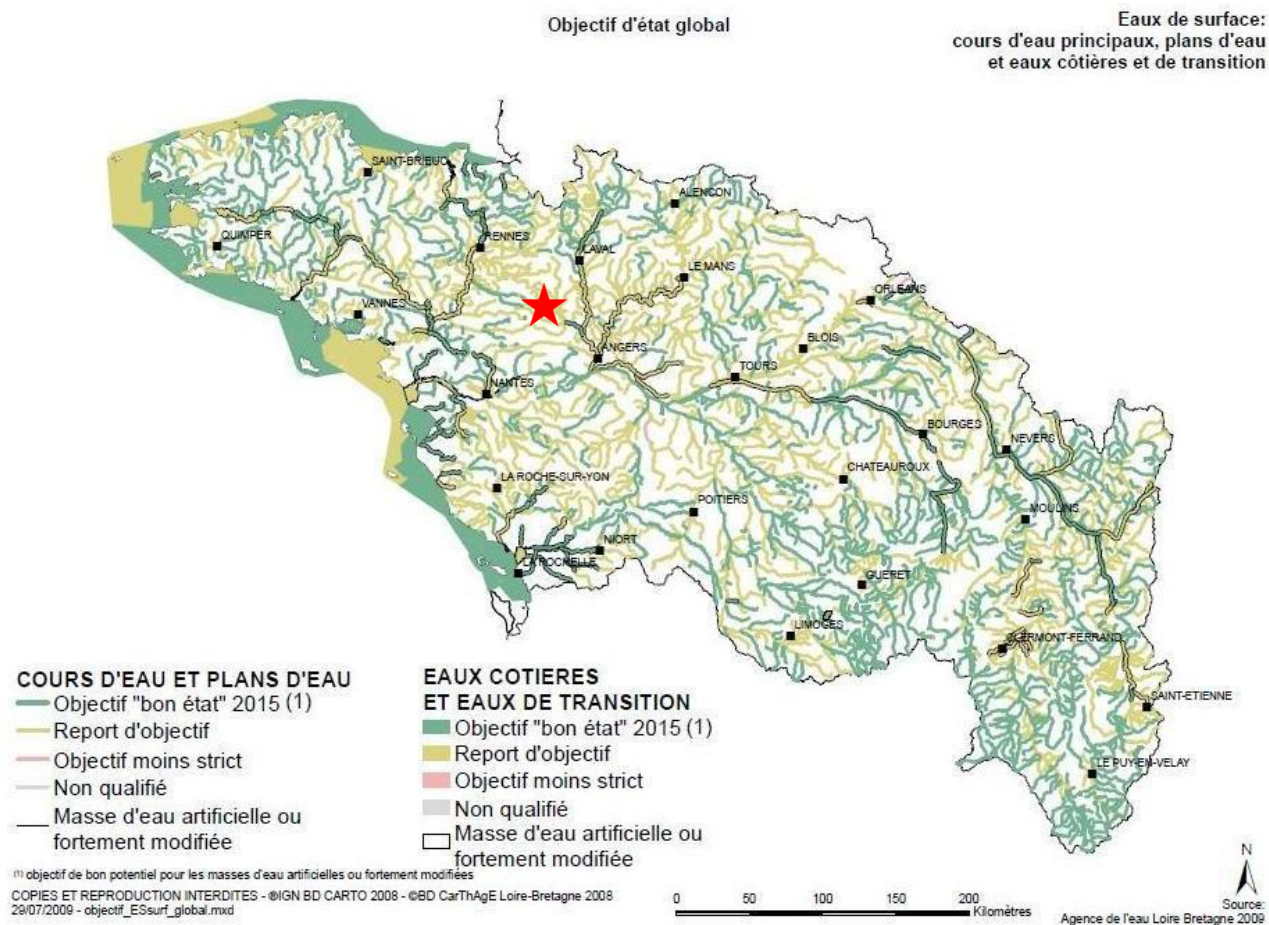 Objectif d'état global
Eaux de surface:
cours d'eau principaux, plans d'eau
et eaux côtières et de transition
SAINT-BRIEUC
ALENCON
QUIMPER
RENNES
LAVAL
LE MANS
VANNES
ORLEANS
BLOIS
ANGERS
TOURS
NANTES
BOURGES
NEVERS
LA ROCHE-SUR-YON
CHATEAUROUX
POITIERS
MOULINS
NIORT
LA ROCHELLE
GUERET
LIMOGES
CLERMONT-FERRAND
SAINT-ETIENNE
LE PUY-EN-VELAY
COURS D'EAU ET PLANS D'EAU
Objectif "bon état" 2015 (1)
Report d'objectif
Objectif moins strict
Non qualifié
Masse d'eau artificielle ou
fortement modifiée
EAUX COTIERES
ET EAUX DE TRANSITION
Objectif "bon état" 2015 (1)
Report d'objectif
Objectif moins strict
Non qualifié
Masse d'eau artificielle ou
fortement modifiée
(1) objectif de bon potentiel pour les masses d'eau artificielles ou fortement modifiées
COPIES ET REPRODUCTION INTERDITES - ©IGN BD CARTO 2008 - ©BD CarThAgE Loire-Bretagne 2008
29/07/2009 - objectif_ESsurf_global.mxd
0 50 100 150 200
Kilomètres
N
Source:
Agence de l'eau Loire Bretagne 2009